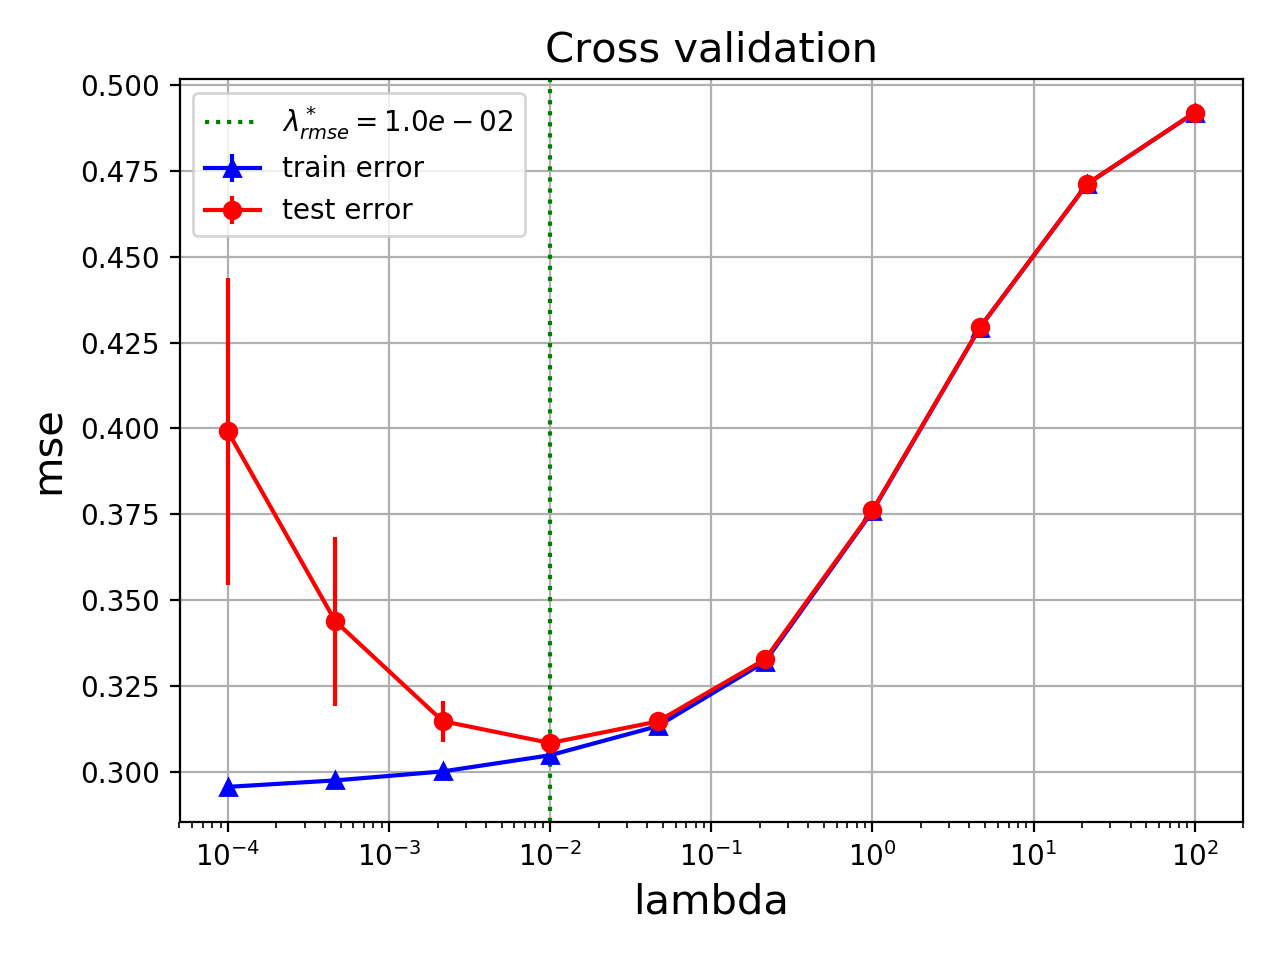 Cross validation
0.500
0.475
0.450
0.425
0.400
0.375
0.350
0.325
0.300
mse
λ*rmse = 1.0e − 02
train error
test error
10⁻⁴ 10⁻³ 10⁻² 10⁻¹ 10⁰ 10¹ 10²
lambda